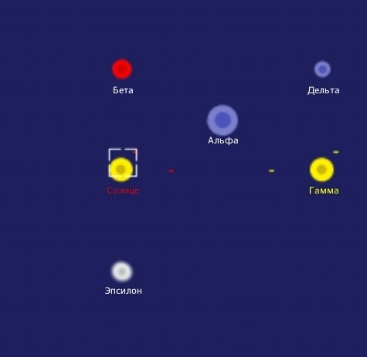 Бета
Дельта
Альфа
Солнце
Гамма
Эпсилон